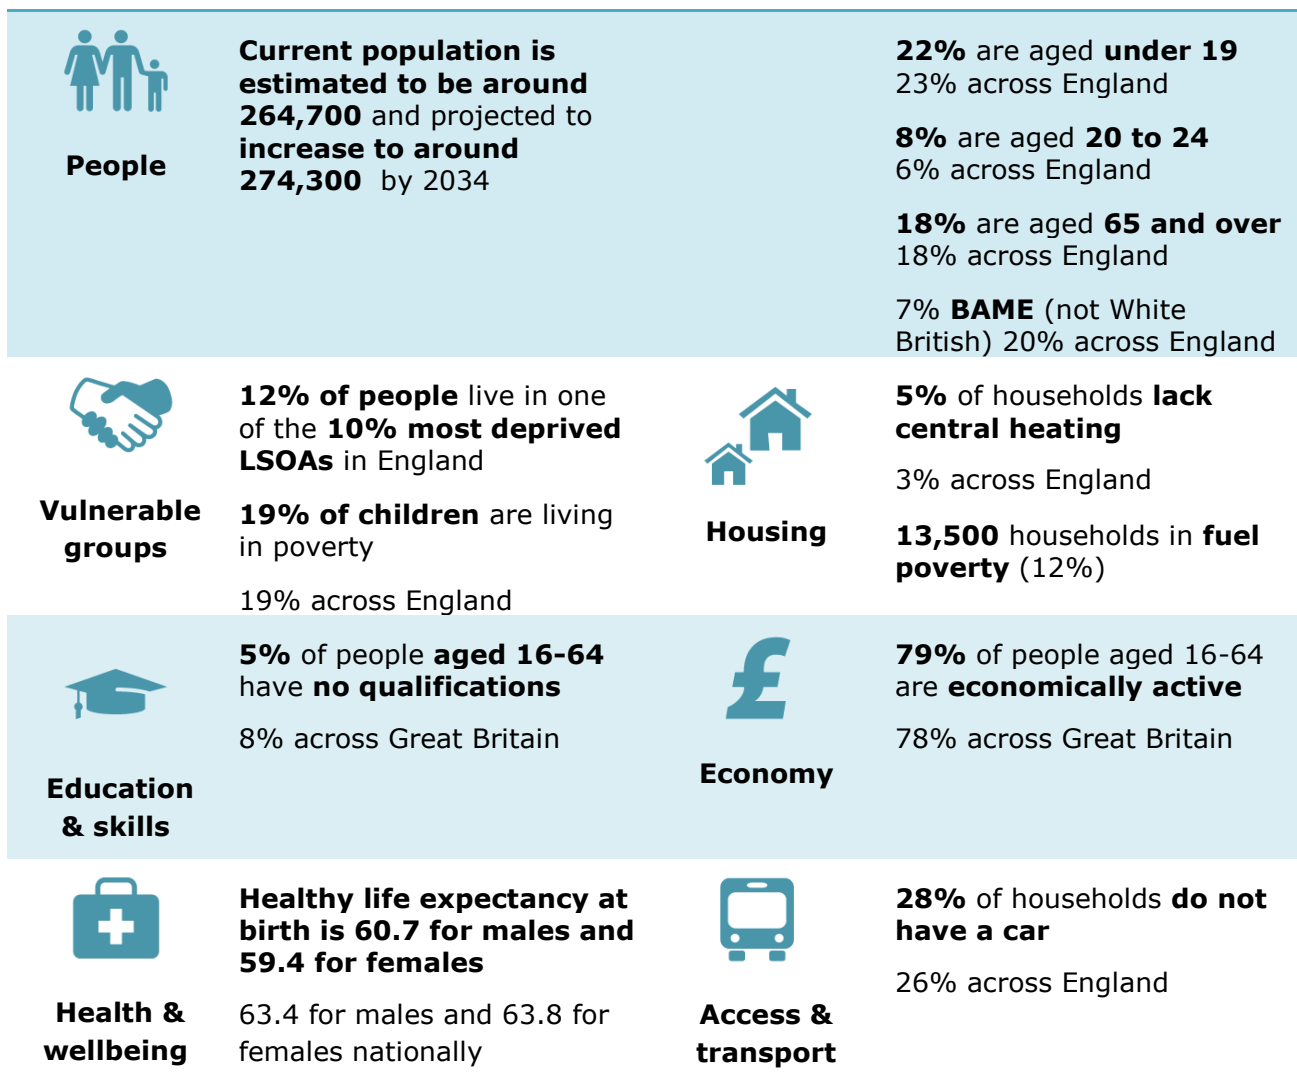 People
Current population is
estimated to be around
264,700 and projected to
increase to around
274,300 by 2034
22% are aged under 19
23% across England
8% are aged 20 to 24
6% across England
18% are aged 65 and over
18% across England
7% BAME (not White
British) 20% across England
Vulnerable
groups
12% of people live in one
of the 10% most deprived
LSOAs in England
19% of children are living
in poverty
19% across England
Housing
5% of households lack
central heating
3% across England
13,500 households in fuel
poverty (12%)
Education
& skills
5% of people aged 16-64
have no qualifications
8% across Great Britain
£
Economy
79% of people aged 16-64
are economically active
78% across Great Britain
Health &
wellbeing
Healthy life expectancy at
birth is 60.7 for males and
59.4 for females
63.4 for males and 63.8 for
females nationally
Access &
transport
28% of households do not
have a car
26% across England